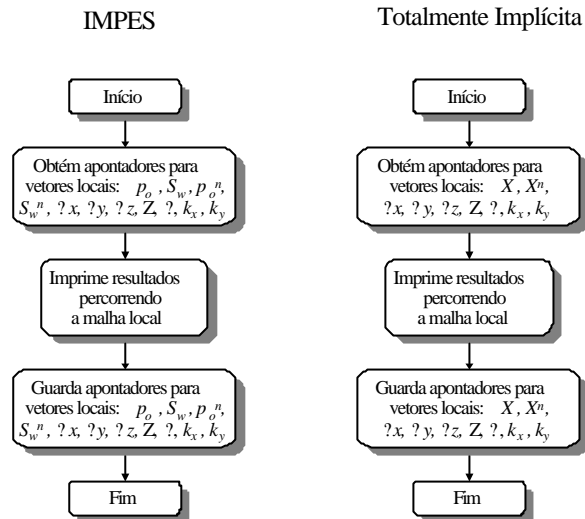 IMPES
Início
Obtém apontadores para
vetores locais: p_o , S_w , p_o^n,
S_w^n , ?x, ?y, ?z, Z, ?, k_x , k_y
Imprime resultados
percorrendo
a malha local
Guarda apontadores para
vetores locais: p_o , S_w , p_o^n,
S_w^n , ?x, ?y, ?z, Z, ?, k_x , k_y
Fim
Totalmente Implícita
Início
Obtém apontadores para
vetores locais: X, X^n,
?x, ?y, ?z, Z, ?, k_x , k_y
Imprime resultados
percorrendo
a malha local
Guarda apontadores para
vetores locais: X, X^n,
?x, ?y, ?z, Z, ?, k_x , k_y
Fim